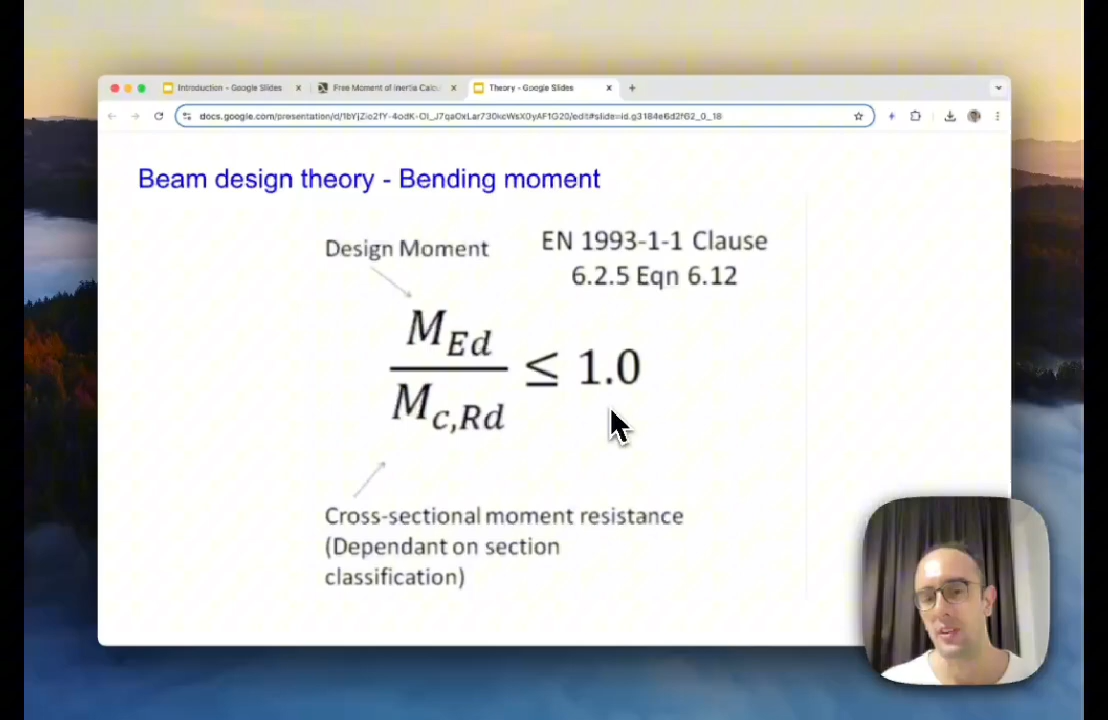 Introduction - Google Slides
Free Moment of Inertia Calcu
Theory - Google Slides
Beam design theory - Bending moment
Design Moment
EN 1993-1-1 Clause
6.2.5 Eqn 6.12
M_Ed
M_c,Rd
≤ 1.0
Cross-sectional moment resistance
(Dependant on section
classification)